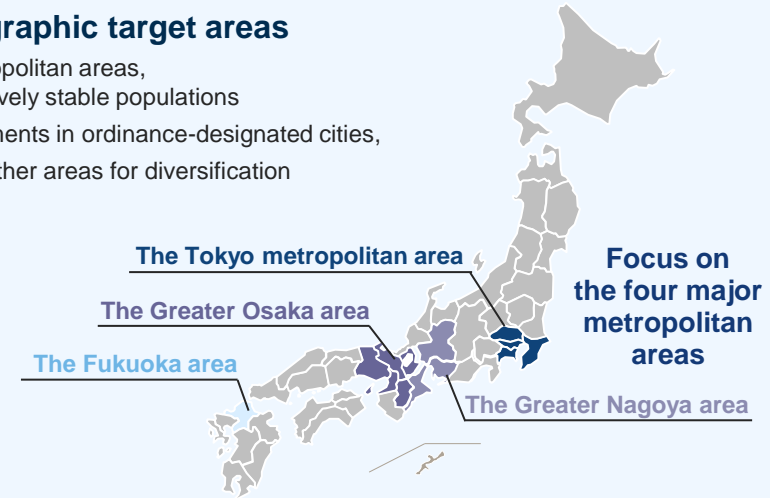 graphic target areas
opolitan areas,
vely stable populations
ments in ordinance-designated cities,
ther areas for diversification
The Tokyo metropolitan area
Focus on
the four major
metropolitan
areas
The Greater Osaka area
The Fukuoka area
The Greater Nagoya area